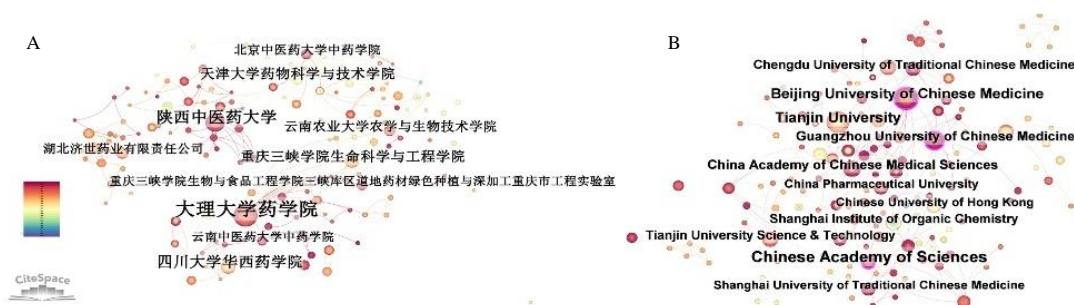 A
北京中医药大学中药学院
天津大学药物科学与技术学院
陕西中医药大学
云南农业大学农学与生物技术学院
湖北济世药业有限责任公司
重庆三峡学院生命科学与工程学院
重庆三峡学院生物与食品工程学院三峡库区道地药材绿色种植与深加工重庆市工程实验室
大理大学药学院
云南中医药大学中药学院
四川大学华西药学院
CiteSpace
B
Chengdu University of Traditional Chinese Medicine
Beijing University of Chinese Medicine
Tianjin University
Guangzhou University of Chinese Medicine
China Academy of Chinese Medical Sciences
China Pharmaceutical University
Chinese University of Hong Kong
Shanghai Institute of Organic Chemistry
Tianjin University Science & Technology
Chinese Academy of Sciences
Shanghai University of Traditional Chinese Medicine